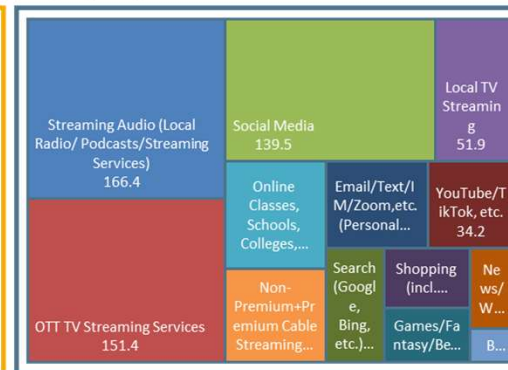 Streaming Audio (Local
Radio/ Podcasts/Streaming
Services)
166.4
OTT TV Streaming Services
151.4
Social Media
139.5
Local TV
Streamin
g
51.9
Online
Classes,
Schools,
Colleges,...
Email/Text/I
M/Zoom,etc.
(Personal...
YouTube/T
ikTok, etc.
34.2
Non-
Premium+Pr
emium Cable
Streaming...
Search
(Googl
e,
Bing,
etc.)...
Shopping
(incl....
Ne
ws/
W...
Games/Fa
ntasy/Be...
B...